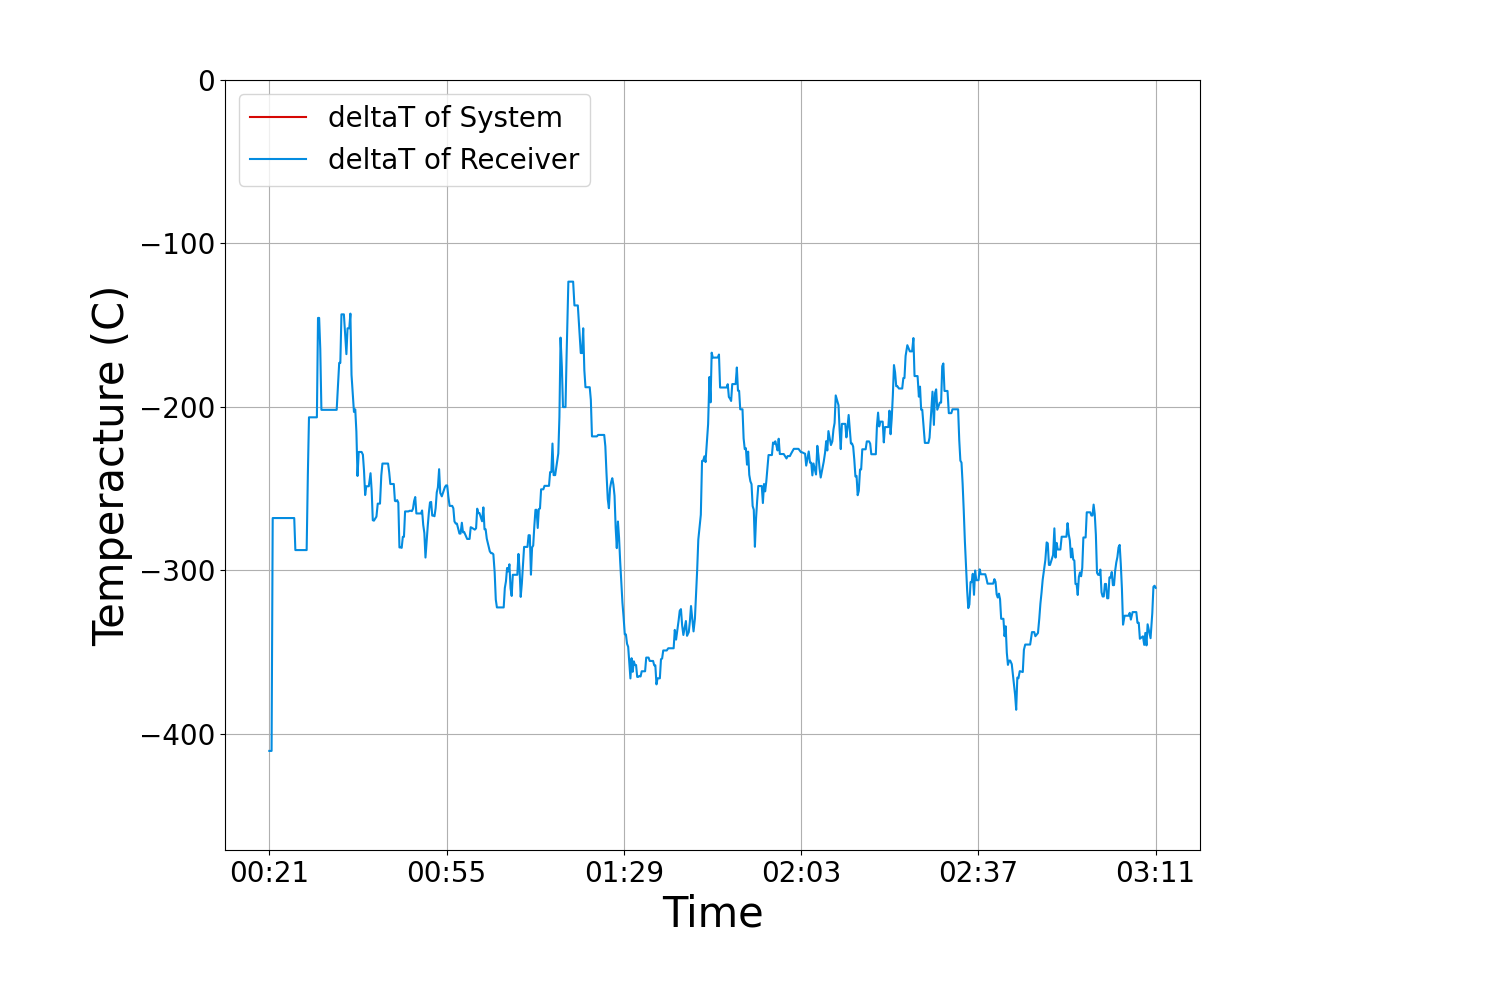 deltaT of System
deltaT of Receiver
0
−100
−200
−300
−400
Temperacture (C)
00:21 00:55 01:29 02:03 02:37 03:11
Time